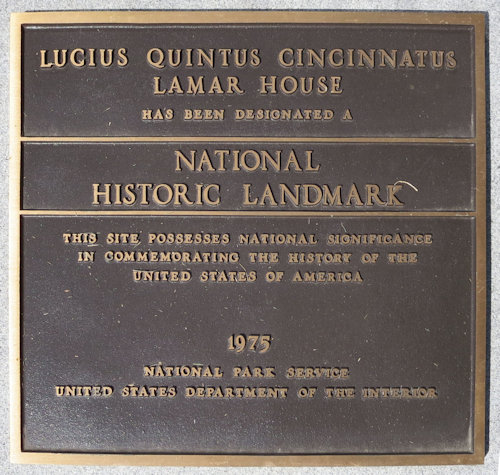 LUCIUS QUINTUS CINCINNATUS
LAMAR HOUSE
HAS BEEN DESIGNATED A
NATIONAL
HISTORIC LANDMARK
THIS SITE POSSESSES NATIONAL SIGNIFICANCE
IN COMMEMORATING THE HISTORY OF THE
UNITED STATES OF AMERICA
1975
NATIONAL PARK SERVICE
UNITED STATES DEPARTMENT OF THE INTERIOR